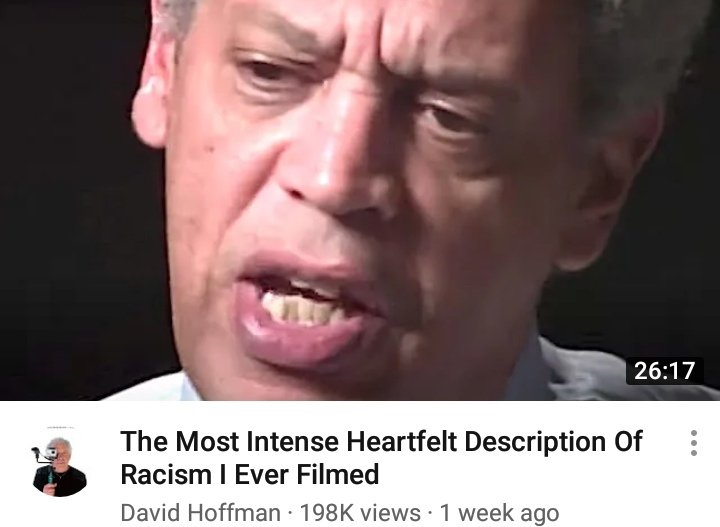 26:17
The Most Intense Heartfelt Description Of
Racism I Ever Filmed
David Hoffman · 198K views · 1 week ago